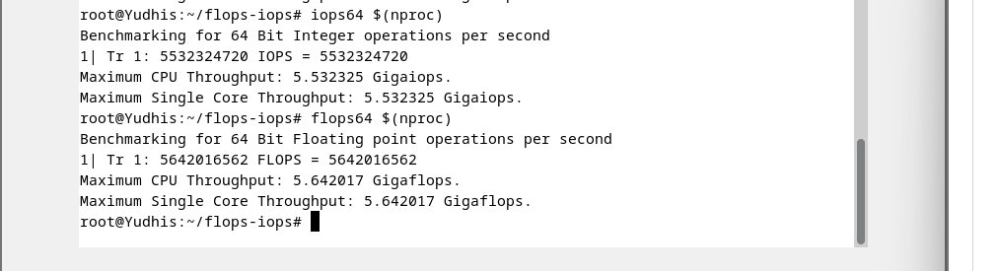 root@Yudhis:~/flops-iops# iops64 $(nproc)
Benchmarking for 64 Bit Integer operations per second
1| Tr 1: 5532324720 IOPS = 5532324720
Maximum CPU Throughput: 5.532325 Gigaiops.
Maximum Single Core Throughput: 5.532325 Gigaiops.
root@Yudhis:~/flops-iops# flops64 $(nproc)
Benchmarking for 64 Bit Floating point operations per second
1| Tr 1: 5642016562 FLOPS = 5642016562
Maximum CPU Throughput: 5.642017 Gigaflops.
Maximum Single Core Throughput: 5.642017 Gigaflops.
root@Yudhis:~/flops-iops#